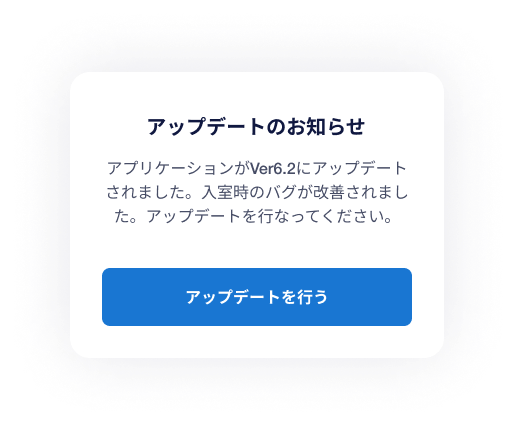 アップデートのお知らせ
アプリケーションがVer6.2にアップデート
されました。入室時のバグが改善されまし
た。アップデートを行なってください。
アップデートを行う